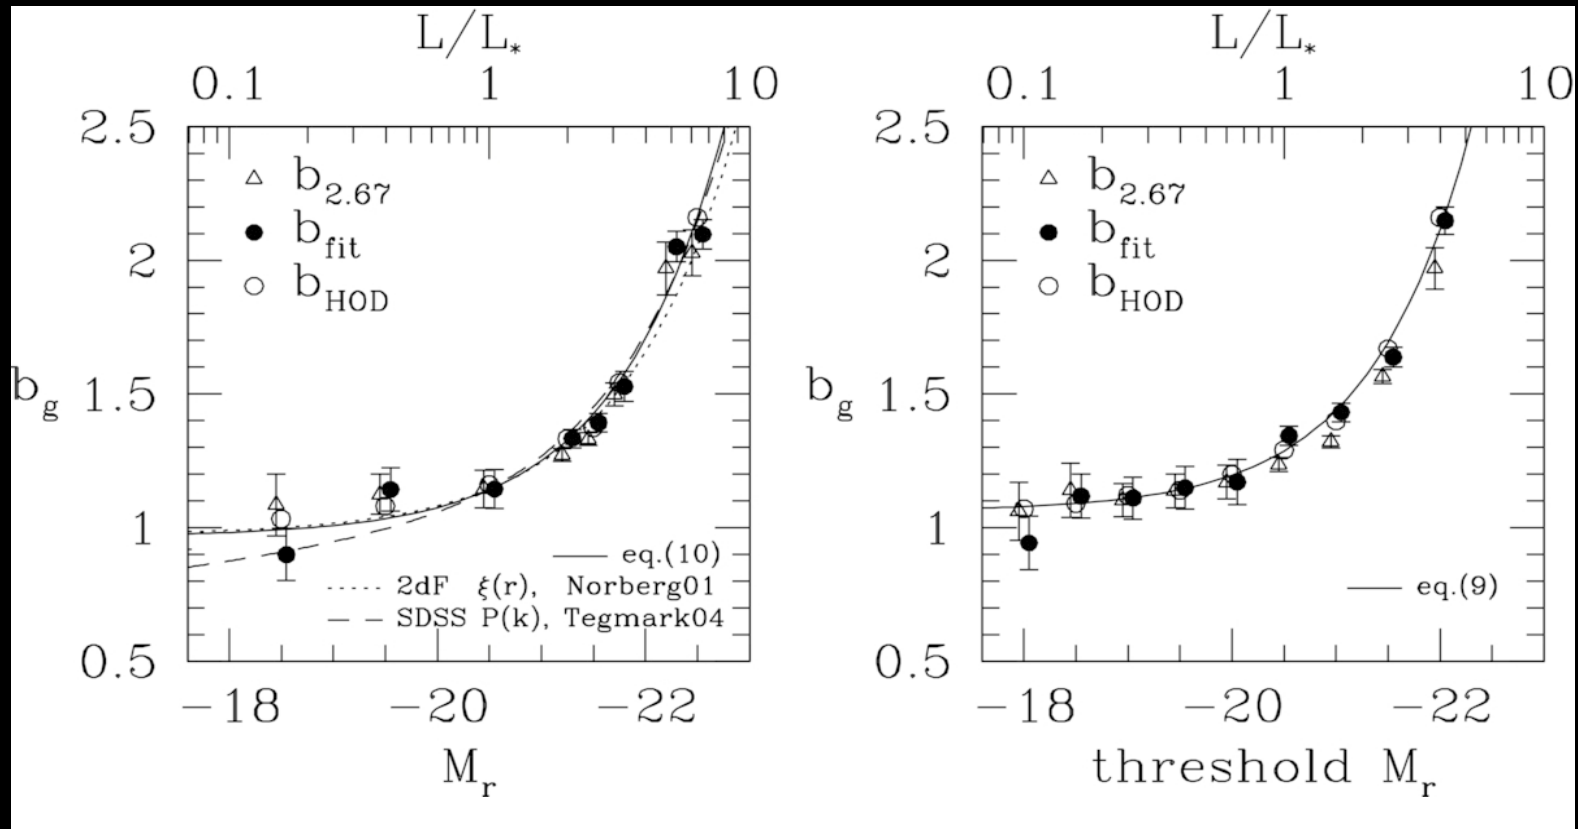 L/L*
0.1 1 10
2.5
b2.67
bfit
2
bHOD
bg 1.5
1
eq.(10)
2dF ξ(r), Norberg01
SDSS P(k), Tegmark04
0.5
−18 −20 −22
Mr
L/L*
0.1 1 10
2.5
b2.67
bfit
2
bHOD
bg 1.5
1
eq.(9)
0.5
−18 −20 −22
threshold Mr